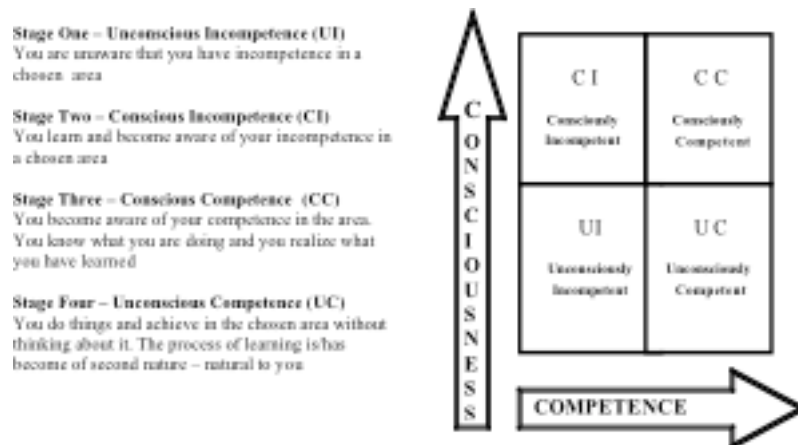 Stage One – Unconscious Incompetence (UI)
You are unaware that you have incompetence in a
chosen area
Stage Two – Conscious Incompetence (CI)
You learn and become aware of your incompetence in
a chosen area
Stage Three – Conscious Competence (CC)
You become aware of your competence in the area.
You know what you are doing and you realize what
you have learned
Stage Four – Unconscious Competence (UC)
You do things and achieve in the chosen area without
thinking about it. The process of learning is/has
become of second nature – natural to you
CONSCIOUSNESS
C I
Consciously
Incompetent
C C
Consciously
Competent
UI
Unconsciously
Incompetent
U C
Unconsciously
Competent
COMPETENCE